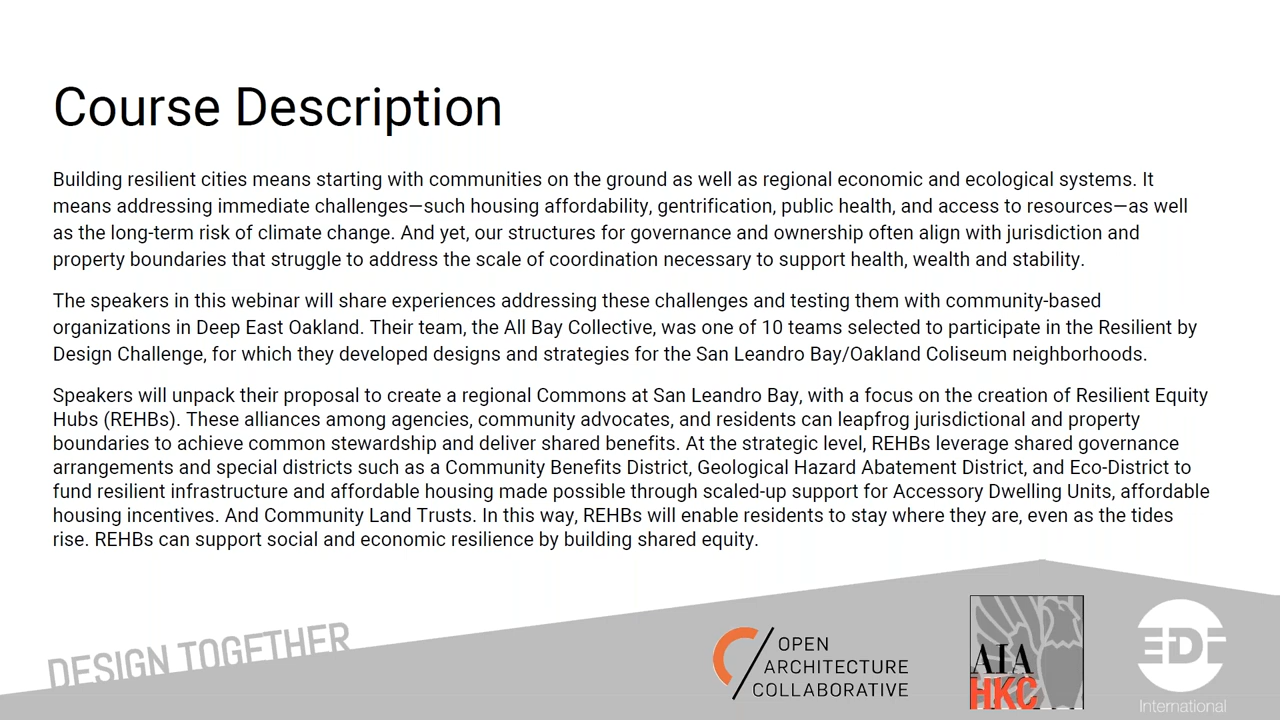 Course Description
Building resilient cities means starting with communities on the ground as well as regional economic and ecological systems. It
means addressing immediate challenges—such housing affordability, gentrification, public health, and access to resources—as well
as the long-term risk of climate change. And yet, our structures for governance and ownership often align with jurisdiction and
property boundaries that struggle to address the scale of coordination necessary to support health, wealth and stability.
The speakers in this webinar will share experiences addressing these challenges and testing them with community-based
organizations in Deep East Oakland. Their team, the All Bay Collective, was one of 10 teams selected to participate in the Resilient by
Design Challenge, for which they developed designs and strategies for the San Leandro Bay/Oakland Coliseum neighborhoods.
Speakers will unpack their proposal to create a regional Commons at San Leandro Bay, with a focus on the creation of Resilient Equity
Hubs (REHBs). These alliances among agencies, community advocates, and residents can leapfrog jurisdictional and property
boundaries to achieve common stewardship and deliver shared benefits. At the strategic level, REHBs leverage shared governance
arrangements and special districts such as a Community Benefits District, Geological Hazard Abatement District, and Eco-District to
fund resilient infrastructure and affordable housing made possible through scaled-up support for Accessory Dwelling Units, affordable
housing incentives. And Community Land Trusts. In this way, REHBs will enable residents to stay where they are, even as the tides
rise. REHBs can support social and economic resilience by building shared equity.
DESIGN TOGETHER
OPEN
ARCHITECTURE
COLLABORATIVE
AIA
HKC
EDF
International